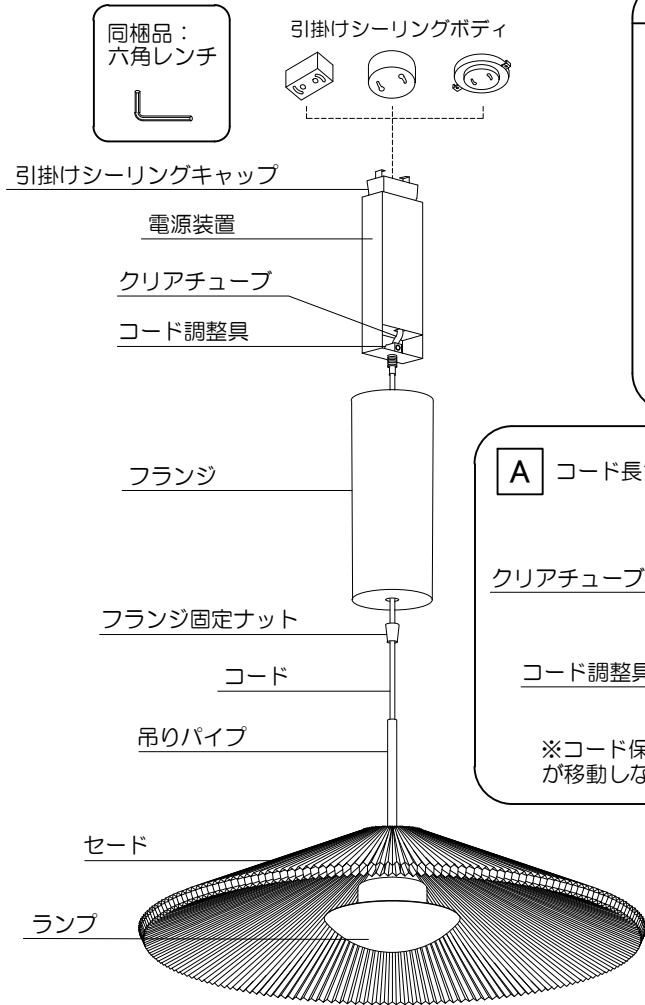 同梱品：
六角レンチ
引掛けシーリングボディ
引掛けシーリングキャップ
電源装置
クリアチューブ
コード調整具
フランジ
フランジ固定ナット
コード
吊りパイプ
セード
ランプ
A コード長
クリアチューブ
コード調整具
※コード保
が移動しな